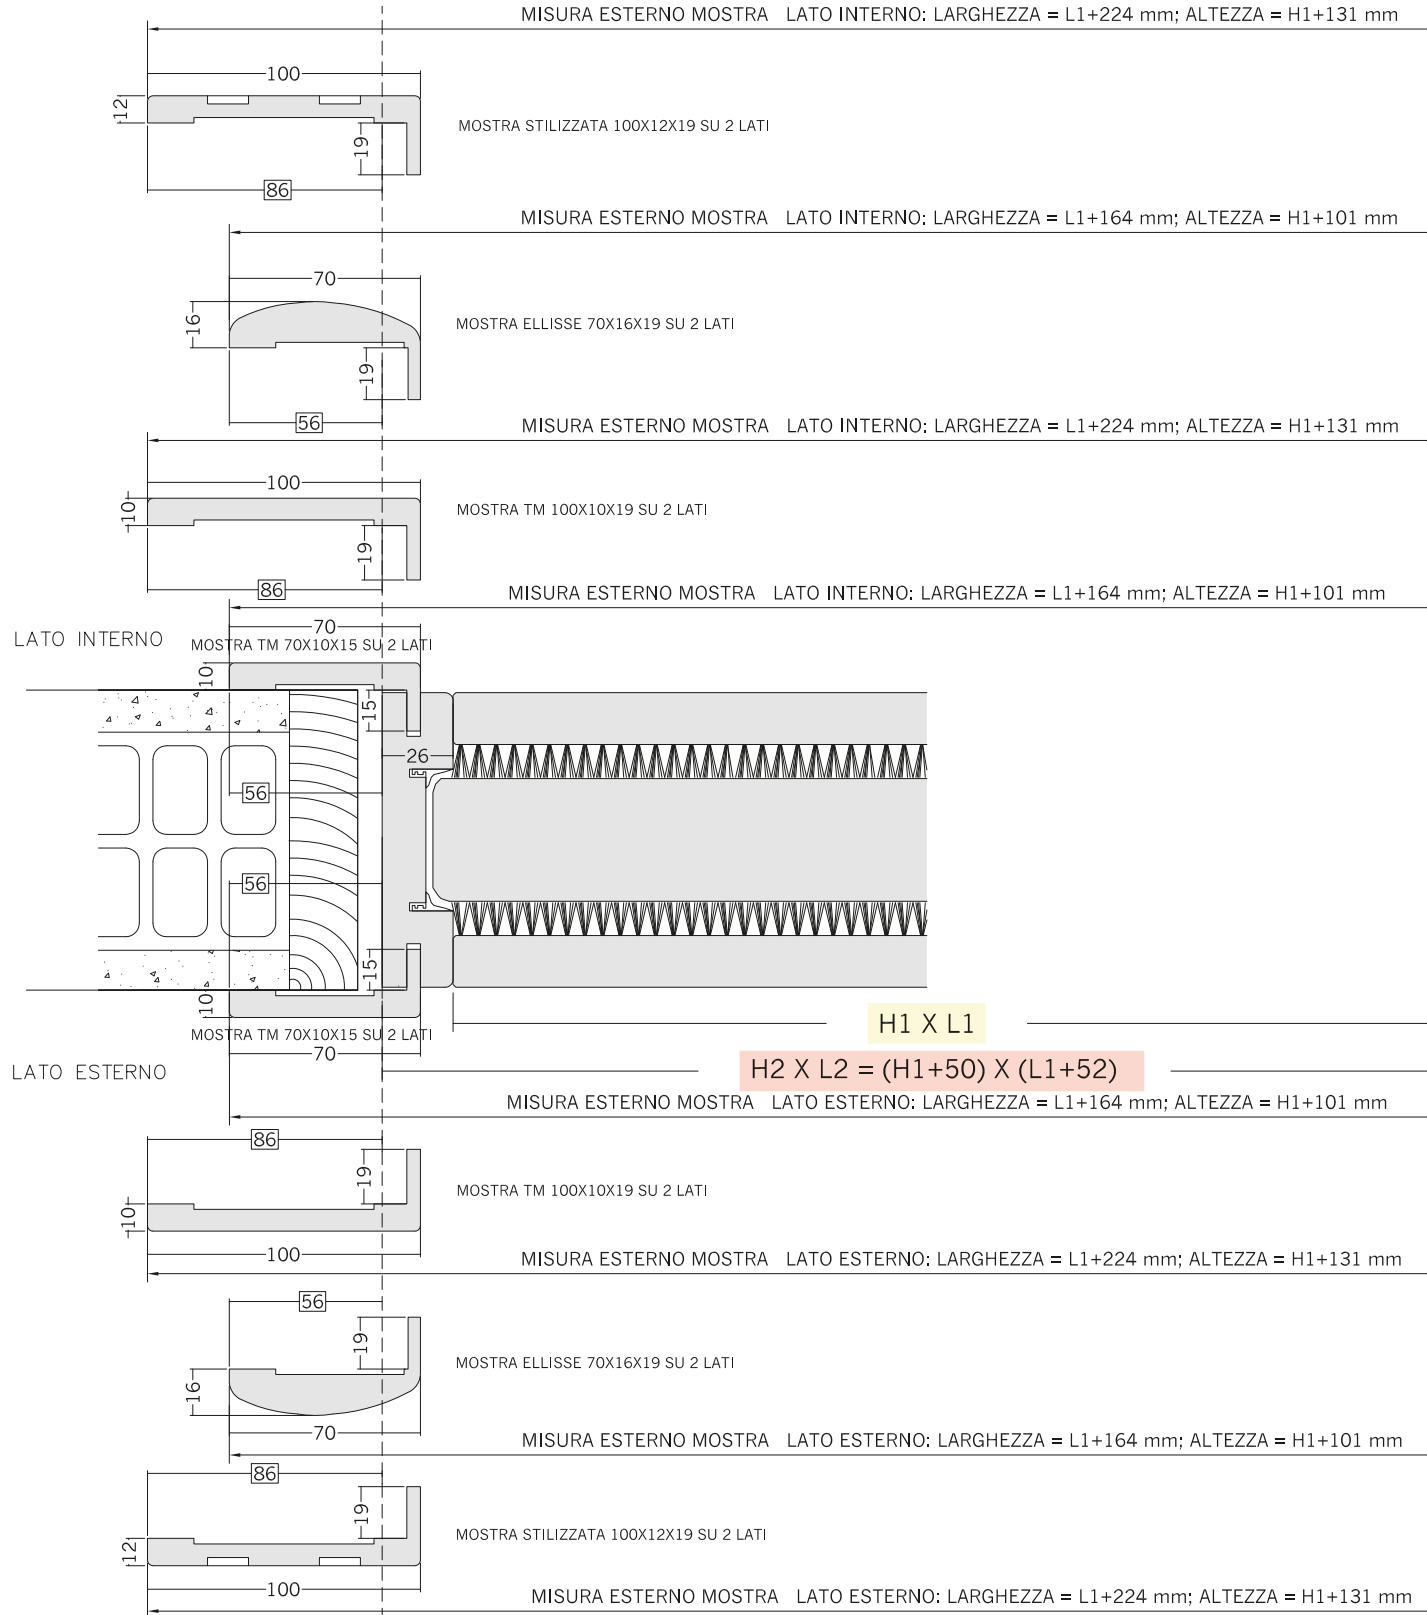 MISURA ESTERNO MOSTRA LATO INTERNO: LARGHEZZA = L1+224 mm; ALTEZZA = H1+131 mm
100
12
MOSTRA STILIZZATA 100X12X19 SU 2 LATI
19
86
MISURA ESTERNO MOSTRA LATO INTERNO: LARGHEZZA = L1+164 mm; ALTEZZA = H1+101 mm
70
16
MOSTRA ELLISSE 70X16X19 SU 2 LATI
19
56
MISURA ESTERNO MOSTRA LATO INTERNO: LARGHEZZA = L1+224 mm; ALTEZZA = H1+131 mm
100
10
MOSTRA TM 100X10X19 SU 2 LATI
19
86
MISURA ESTERNO MOSTRA LATO INTERNO: LARGHEZZA = L1+164 mm; ALTEZZA = H1+101 mm
70
LATO INTERNO
MOSTRA TM 70X10X15 SU 2 LATI
10
15
26
56
56
15
10
H1 X L1
MOSTRA TM 70X10X15 SU 2 LATI
70
LATO ESTERNO
H2 X L2 = (H1+50) X (L1+52)
MISURA ESTERNO MOSTRA LATO ESTERNO: LARGHEZZA = L1+164 mm; ALTEZZA = H1+101 mm
86
19
MOSTRA TM 100X10X19 SU 2 LATI
10
100
MISURA ESTERNO MOSTRA LATO ESTERNO: LARGHEZZA = L1+224 mm; ALTEZZA = H1+131 mm
56
19
MOSTRA ELLISSE 70X16X19 SU 2 LATI
16
70
MISURA ESTERNO MOSTRA LATO ESTERNO: LARGHEZZA = L1+164 mm; ALTEZZA = H1+101 mm
86
19
MOSTRA STILIZZATA 100X12X19 SU 2 LATI
12
100
MISURA ESTERNO MOSTRA LATO ESTERNO: LARGHEZZA = L1+224 mm; ALTEZZA = H1+131 mm